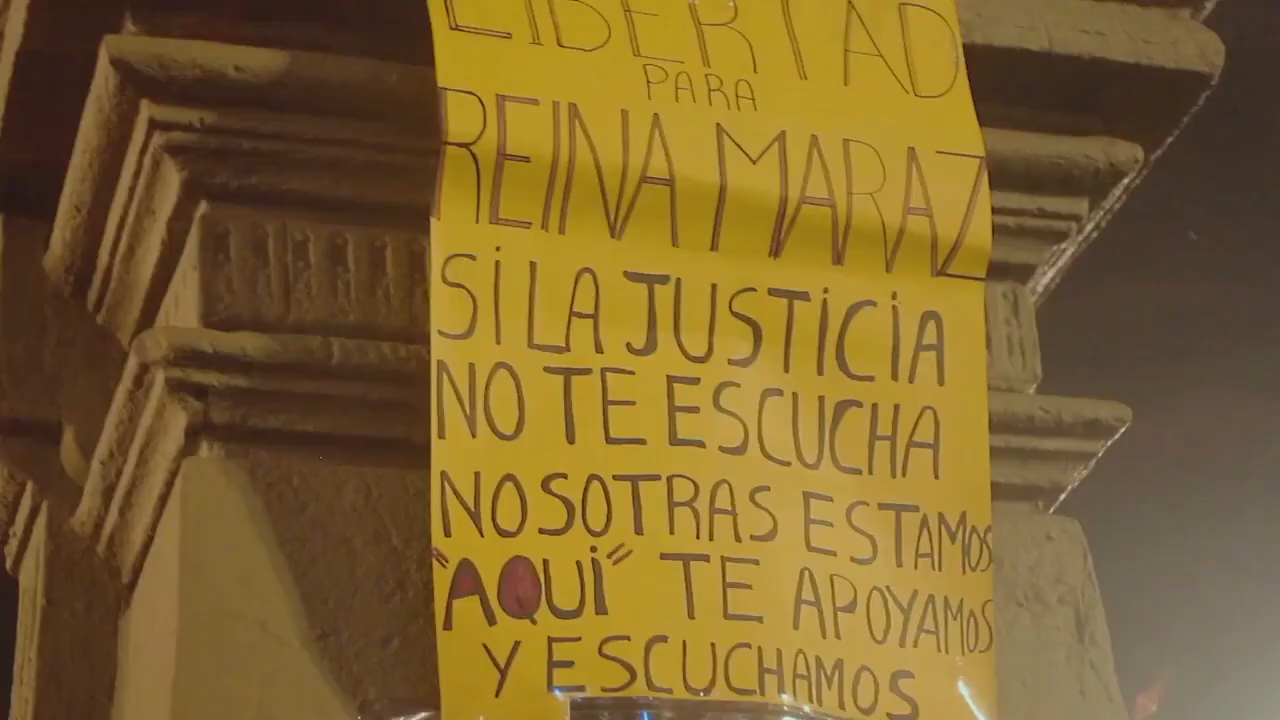 LIBERTAD
PARA
REINA MARAZ
Si LA JUSTiCiA
NO TE ESCUCHA
NOSOTRAS ESTAMOS
"AQUi" TE APOYAMOS
Y ESCUCHAMOS